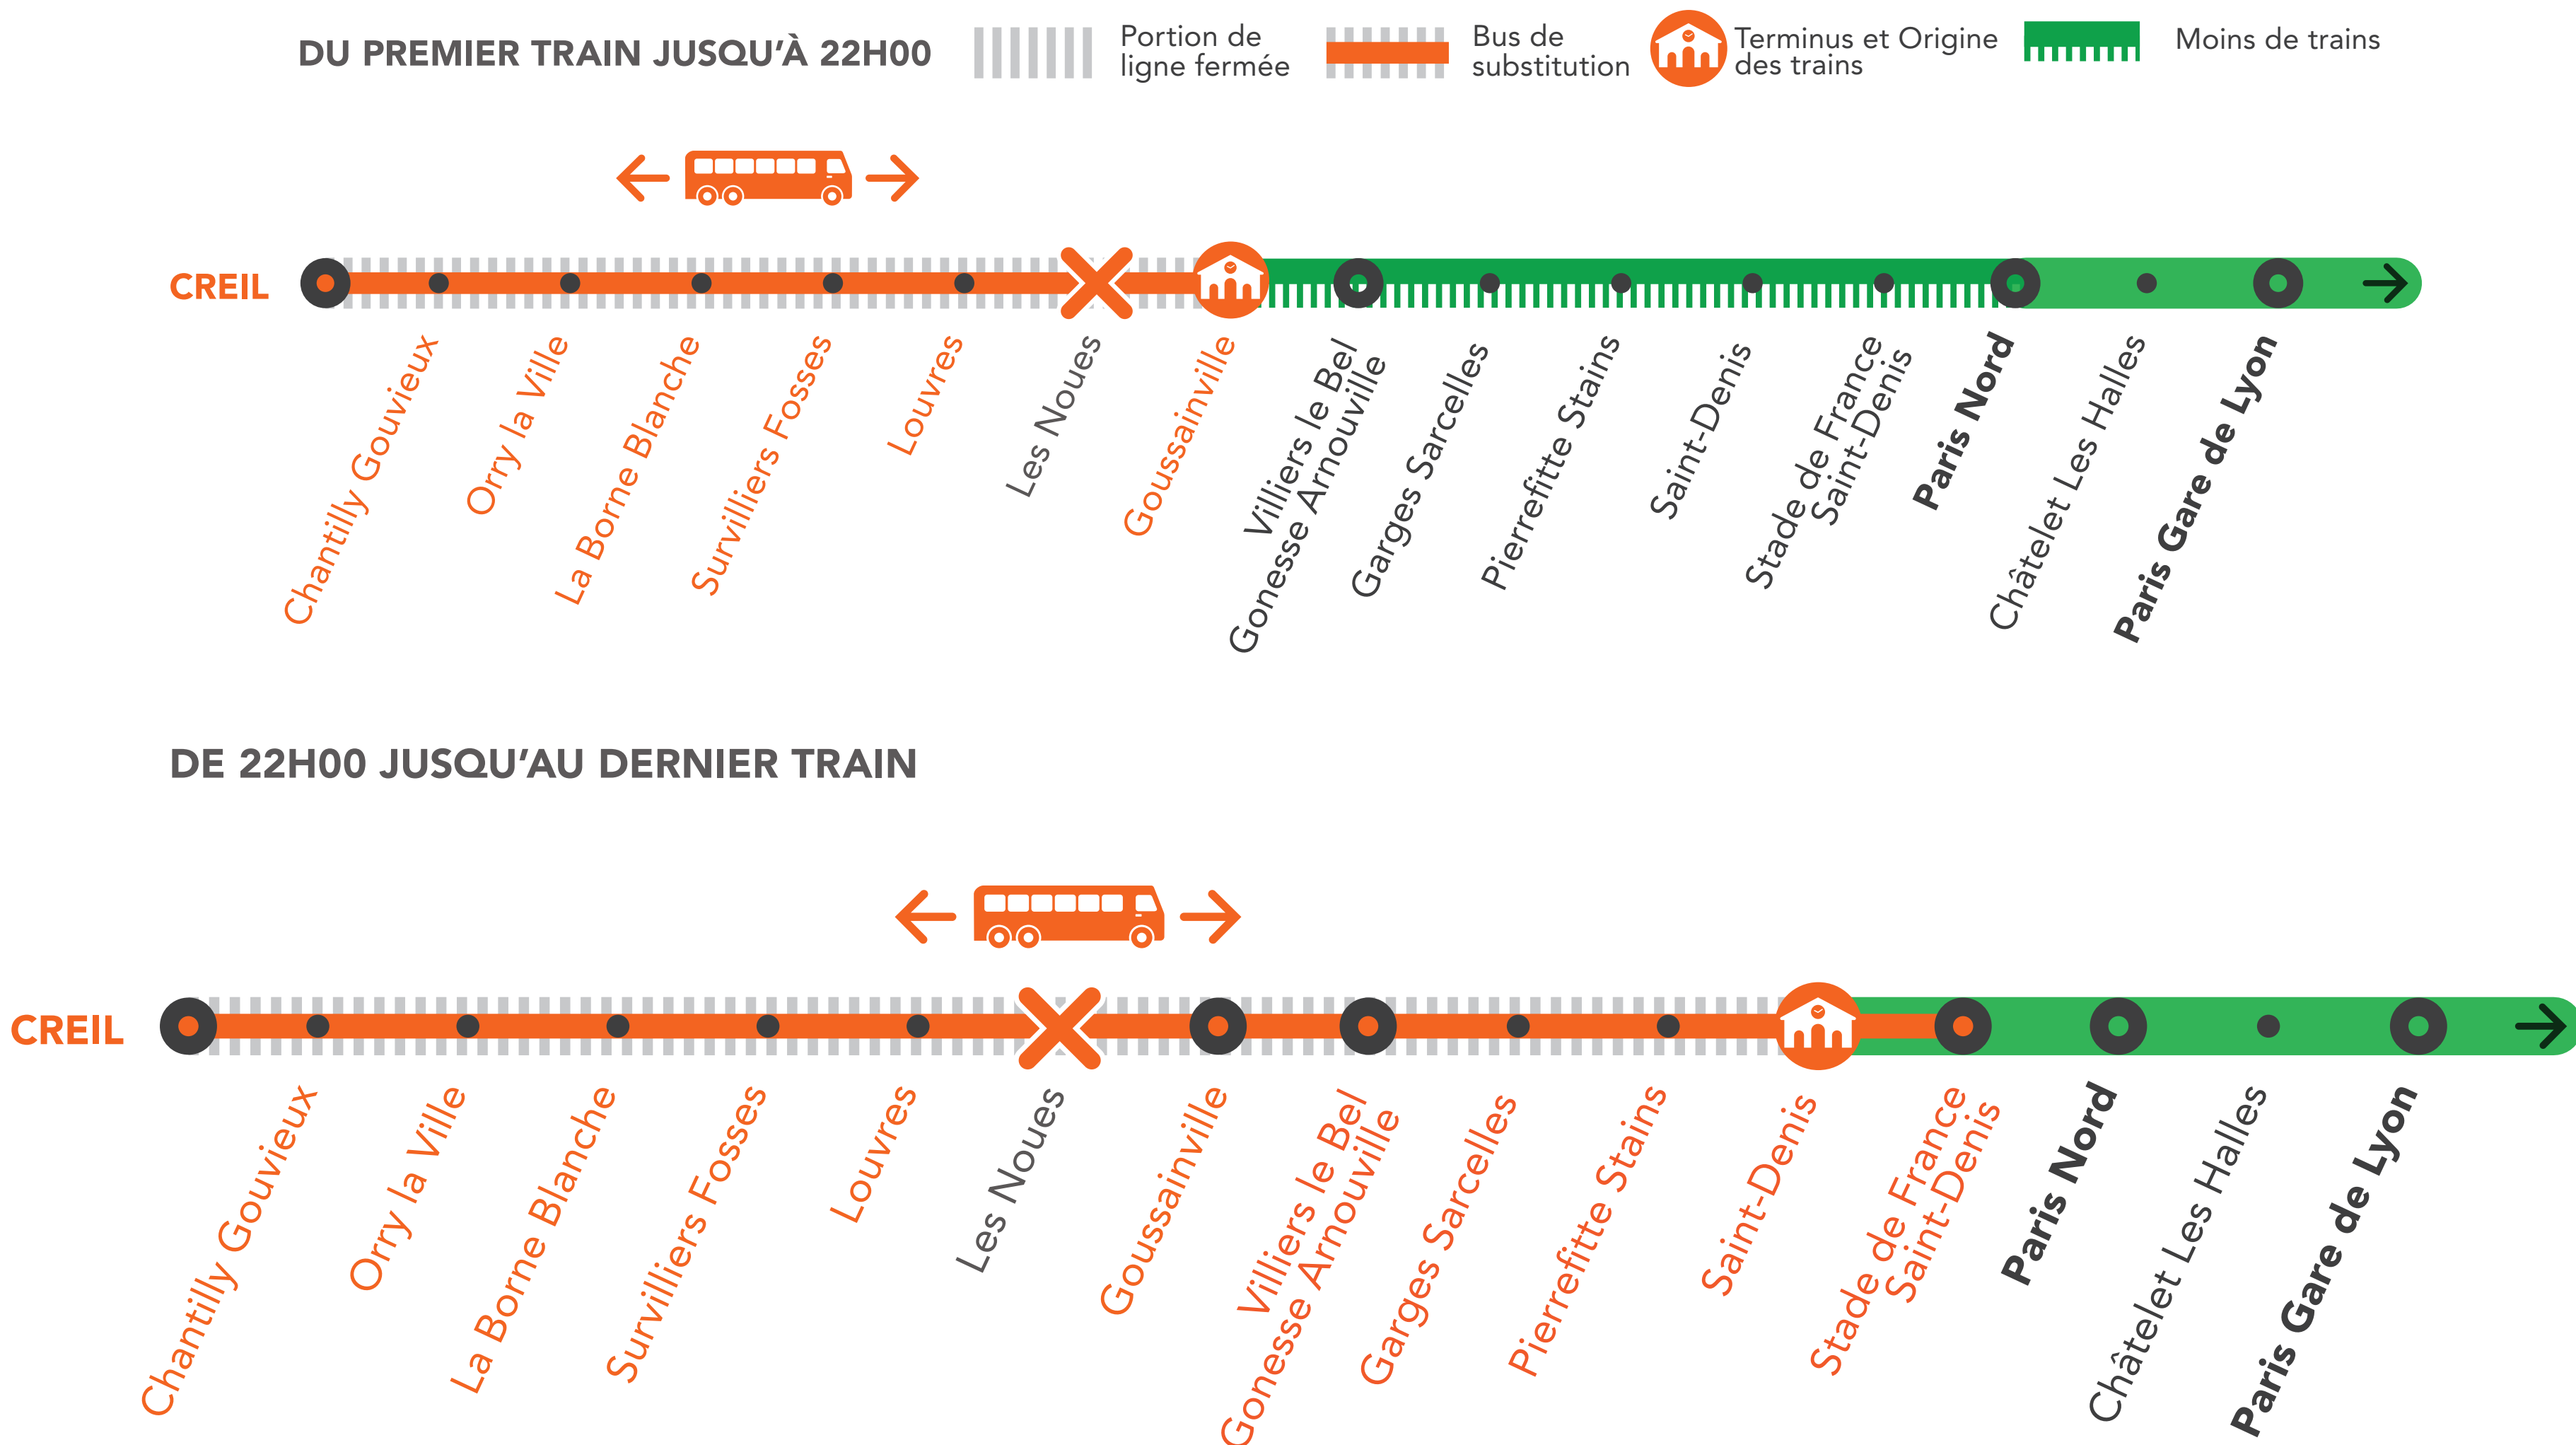 DU PREMIER TRAIN JUSQU'À 22H00
Portion de
ligne fermée
Bus de
substitution
Terminus et Origine
des trains
Moins de trains
CREIL
Chantilly Gouvieux
Orry la Ville
La Borne Blanche
Survilliers Fosses
Louvres
Les Noues
Goussainville
Villiers le Bel
Gonesse Arnouville
Garges Sarcelles
Pierrefitte Stains
Saint-Denis
Stade de France
Saint-Denis
Paris Nord
Châtelet Les Halles
Paris Gare de Lyon
DE 22H00 JUSQU'AU DERNIER TRAIN
CREIL
Chantilly Gouvieux
Orry la Ville
La Borne Blanche
Survilliers Fosses
Louvres
Les Noues
Goussainville
Villiers le Bel
Gonesse Arnouville
Garges Sarcelles
Pierrefitte Stains
Saint-Denis
Stade de France
Saint-Denis
Paris Nord
Châtelet Les Halles
Paris Gare de Lyon